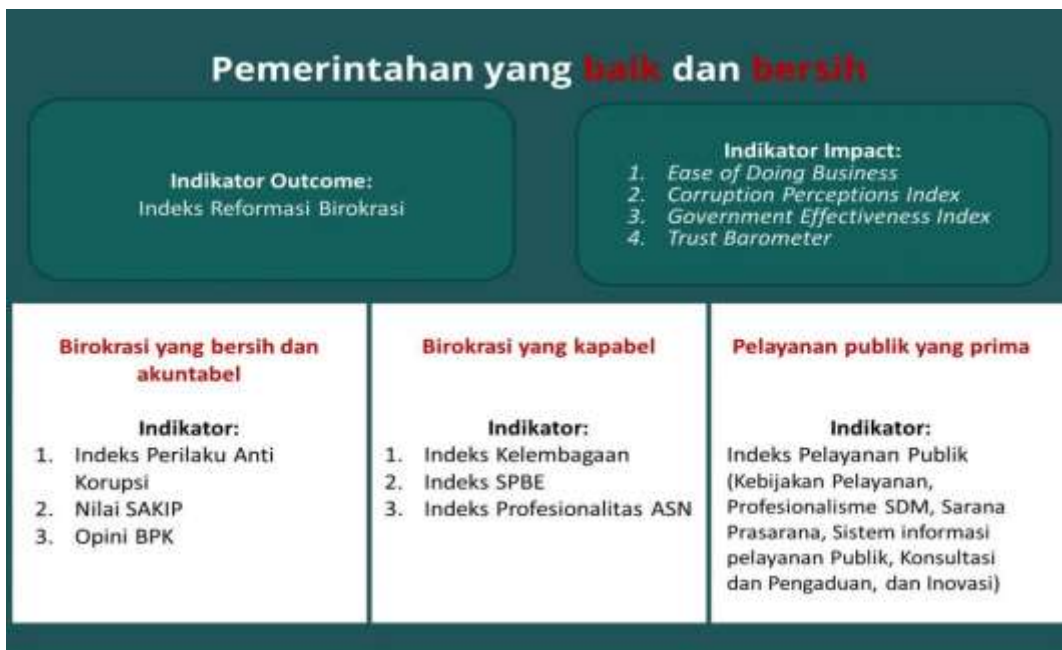 Pemerintahan yang baik dan bersih
Indikator Outcome:
Indeks Reformasi Birokrasi
Indikator Impact:
1. Ease of Doing Business
2. Corruption Perceptions Index
3. Government Effectiveness Index
4. Trust Barometer
Birokrasi yang bersih dan
akuntabel
Indikator:
1. Indeks Perilaku Anti
Korupsi
2. Nilai SAKIP
3. Opini BPK
Birokrasi yang kapabel
Indikator:
1. Indeks Kelembagaan
2. Indeks SPBE
3. Indeks Profesionalitas ASN
Pelayanan publik yang prima
Indikator:
Indeks Pelayanan Publik
(Kebijakan Pelayanan,
Profesionalisme SDM, Sarana
Prasarana, Sistem informasi
pelayanan Publik, Konsultasi
dan Pengaduan, dan Inovasi)